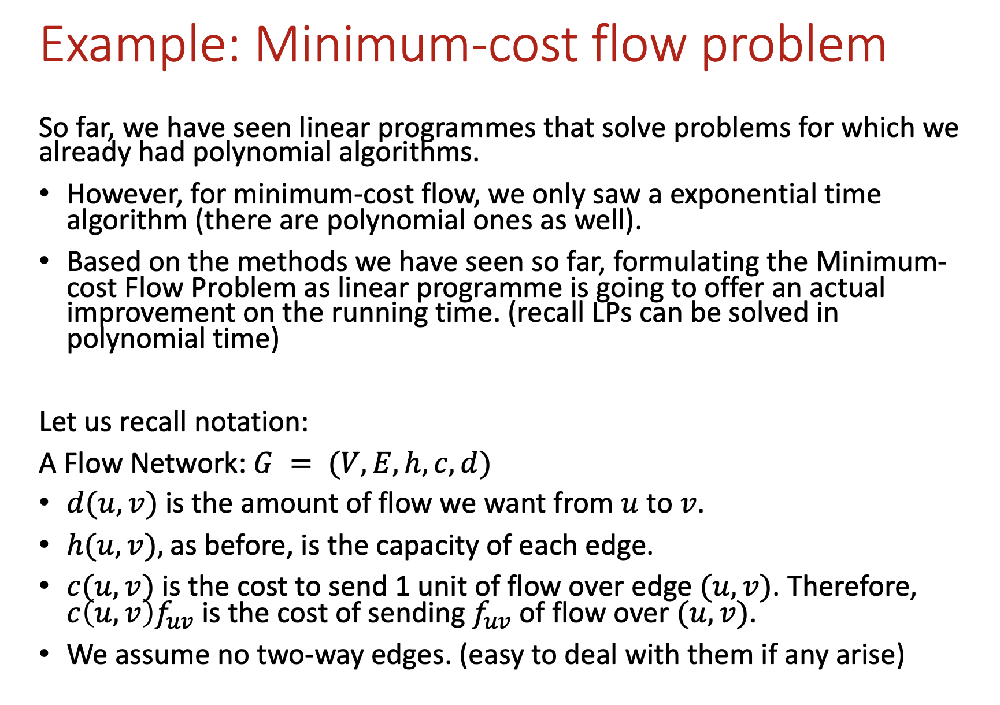 Example: Minimum-cost flow problem
So far, we have seen linear programmes that solve problems for which we
already had polynomial algorithms.
• However, for minimum-cost flow, we only saw a exponential time
algorithm (there are polynomial ones as well).
• Based on the methods we have seen so far, formulating the Minimum-
cost Flow Problem as linear programme is going to offer an actual
improvement on the running time. (recall LPs can be solved in
polynomial time)
Let us recall notation:
A Flow Network: G = (V, E, h, c, d)
• d(u, v) is the amount of flow we want from u to v.
• h(u, v), as before, is the capacity of each edge.
• c(u, v) is the cost to send 1 unit of flow over edge (u, v). Therefore,
c(u, v)f_{uv} is the cost of sending f_{uv} of flow over (u, v).
• We assume no two-way edges. (easy to deal with them if any arise)